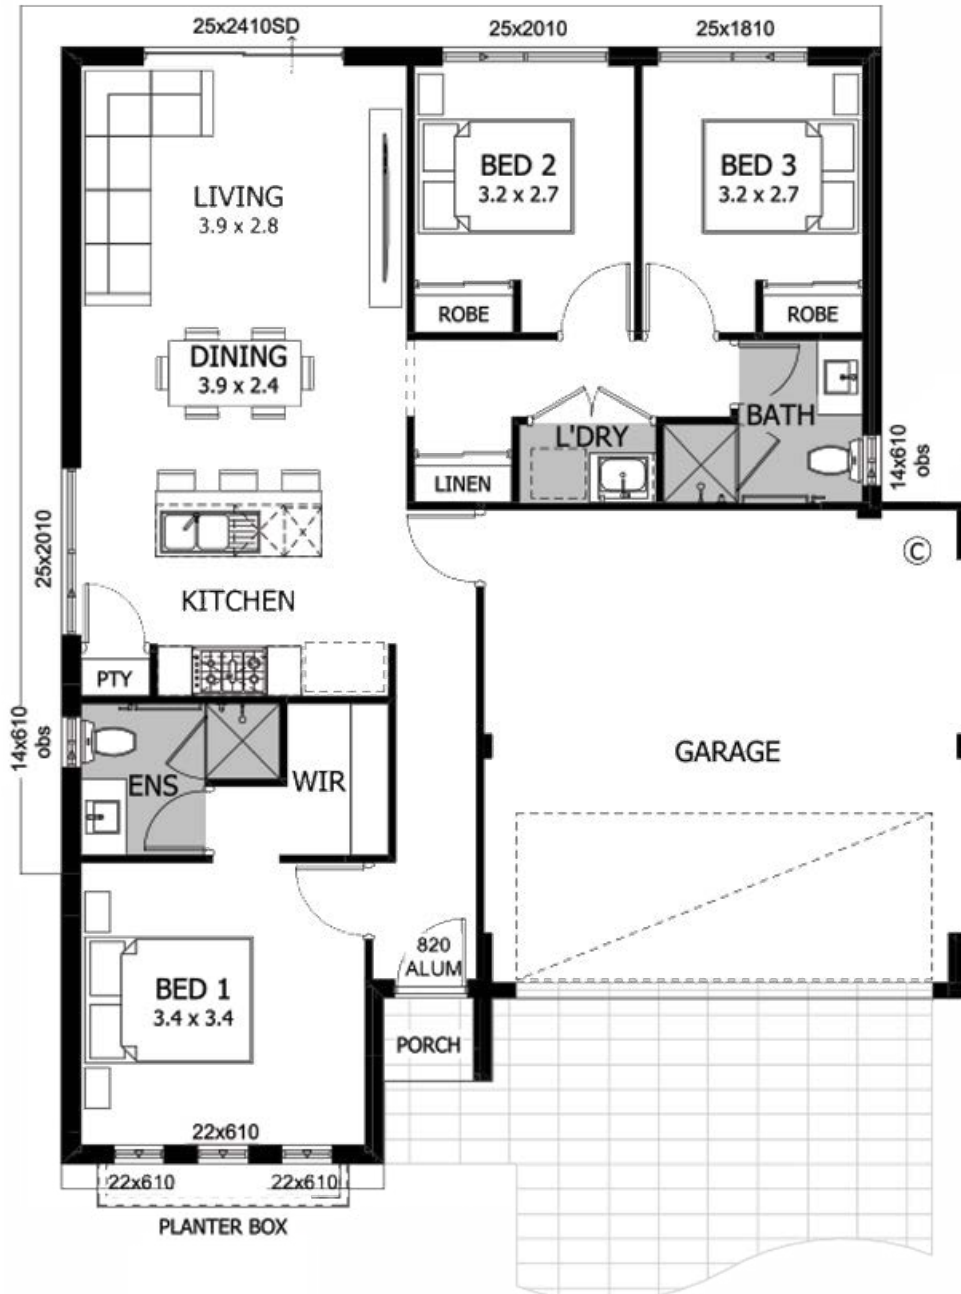 25x2410SD
25x2010
25x1810
BED 2
3.2 x 2.7
BED 3
3.2 x 2.7
LIVING
3.9 x 2.8
ROBE
ROBE
DINING
3.9 x 2.4
BATH
L'DRY
14x610
obs
LINEN
25x2010
C
KITCHEN
PTY
14x610
obs
GARAGE
ENS
WIR
820
ALUM
BED 1
3.4 x 3.4
PORCH
22x610
22x610
22x610
PLANTER BOX